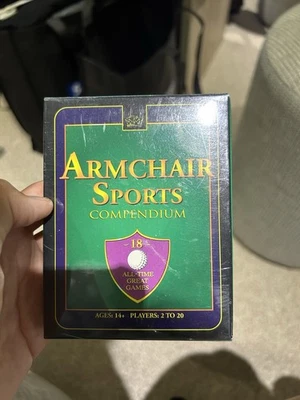 ARMCHAIR
SPORTS
COMPENDIUM
18
ALL-TIME
GREAT
GAMES
AGES: 14+ PLAYERS: 2 TO 20